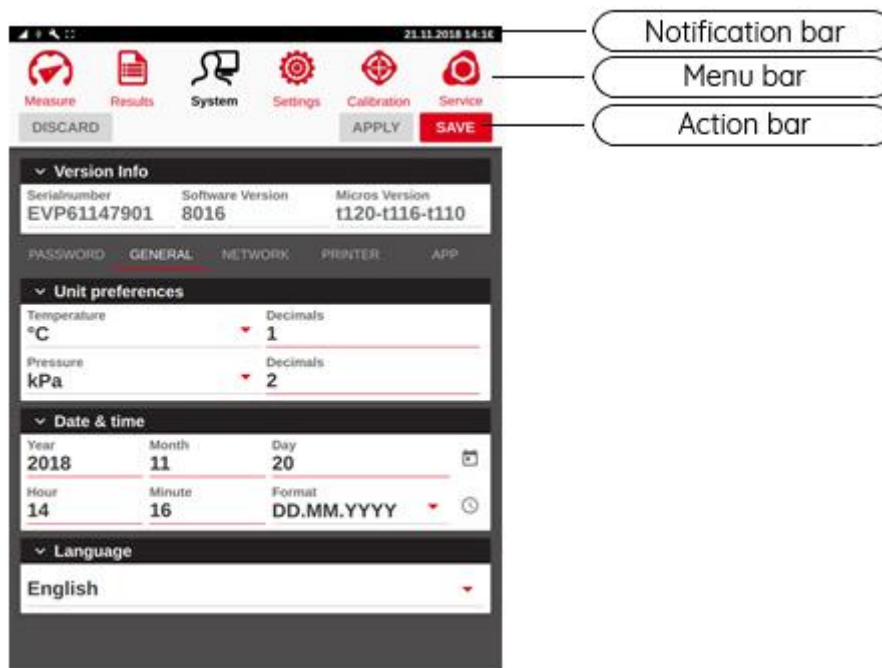 21.11.2018 14:16
Notification bar
Measure Results System Settings Calibration Service
Menu bar
DISCARD APPLY SAVE
Action bar
Version Info
Serialnumber Software Version Micros Version
EVP61147901 8016 t120-t116-t110
PASSWORD GENERAL NETWORK PRINTER APP
Unit preferences
Temperature Decimals
°C 1
Pressure Decimals
kPa 2
Date & time
Year Month Day
2018 11 20
Hour Minute Format
14 16 DD.MM.YYYY
Language
English